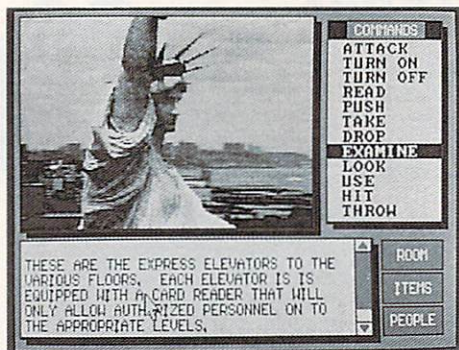 COMMANDS
ATTACK
TURN ON
TURN OFF
READ
PUSH
TAKE
DROP
EXAMINE
LOOK
USE
HIT
THROW
THESE ARE THE EXPRESS ELEVATORS TO THE
VARIOUS FLOORS. EACH ELEVATOR IS IS
EQUIPPED WITH A CARD READER THAT WILL
ONLY ALLOW AUTHORIZED PERSONNEL ON TO
THE APPROPRIATE LEVELS.
ROOM
ITEMS
PEOPLE